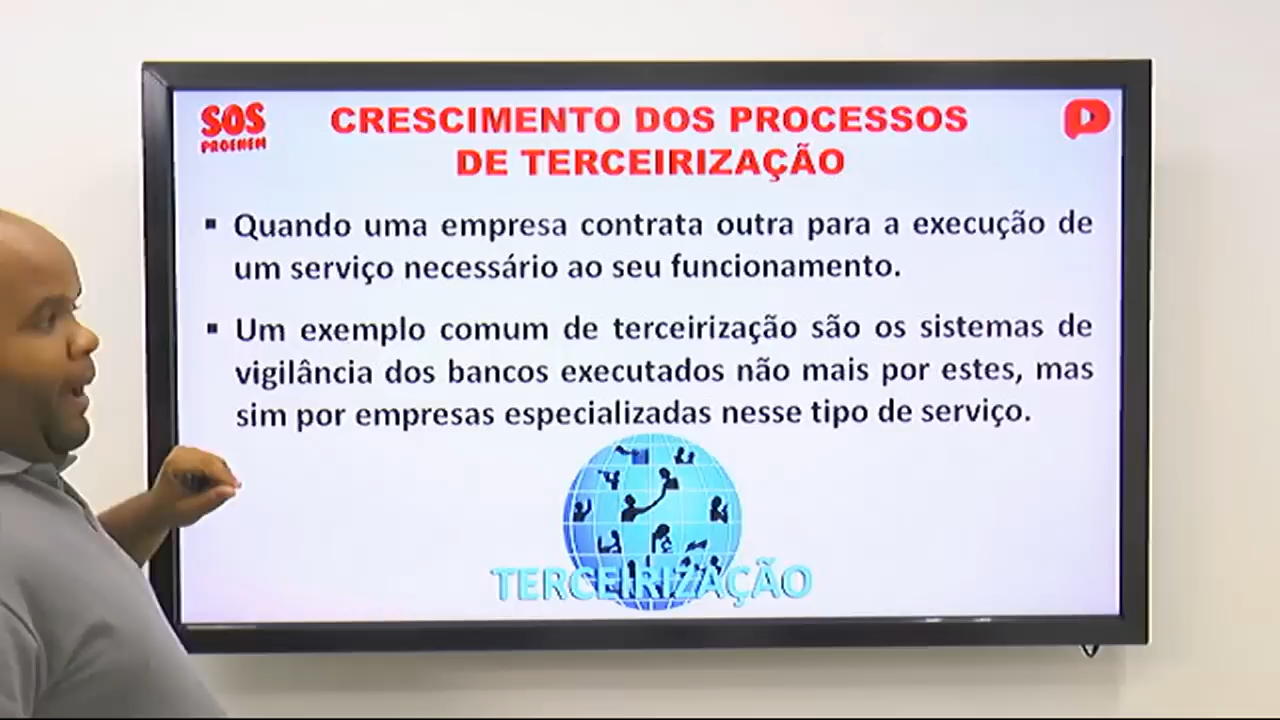 SOS
PROENEM
CRESCIMENTO DOS PROCESSOS
DE TERCEIRIZAÇÃO
▪ Quando uma empresa contrata outra para a execução de
um serviço necessário ao seu funcionamento.
▪ Um exemplo comum de terceirização são os sistemas de
vigilância dos bancos executados não mais por estes, mas
sim por empresas especializadas nesse tipo de serviço.
TERCEIRIZAÇÃO